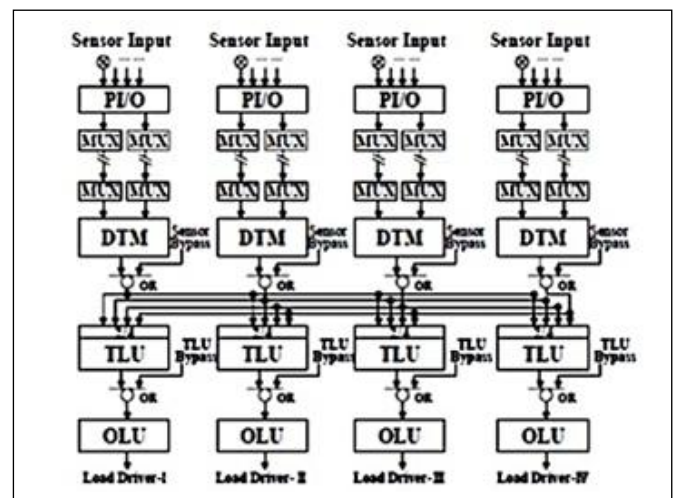 Sensor Input Sensor Input Sensor Input Sensor Input
PI/O PI/O PI/O PI/O
MUX MUX MUX MUX MUX MUX MUX MUX
MUX MUX MUX MUX MUX MUX MUX MUX
DTM Sensor Bypass DTM Sensor Bypass DTM Sensor Bypass DTM Sensor Bypass
OR OR OR OR
TLU TLU Bypass TLU TLU Bypass TLU TLU Bypass TLU TLU Bypass
OR OR OR OR
OLU OLU OLU OLU
Load Driver-I Load Driver-II Load Driver-III Load Driver-IV